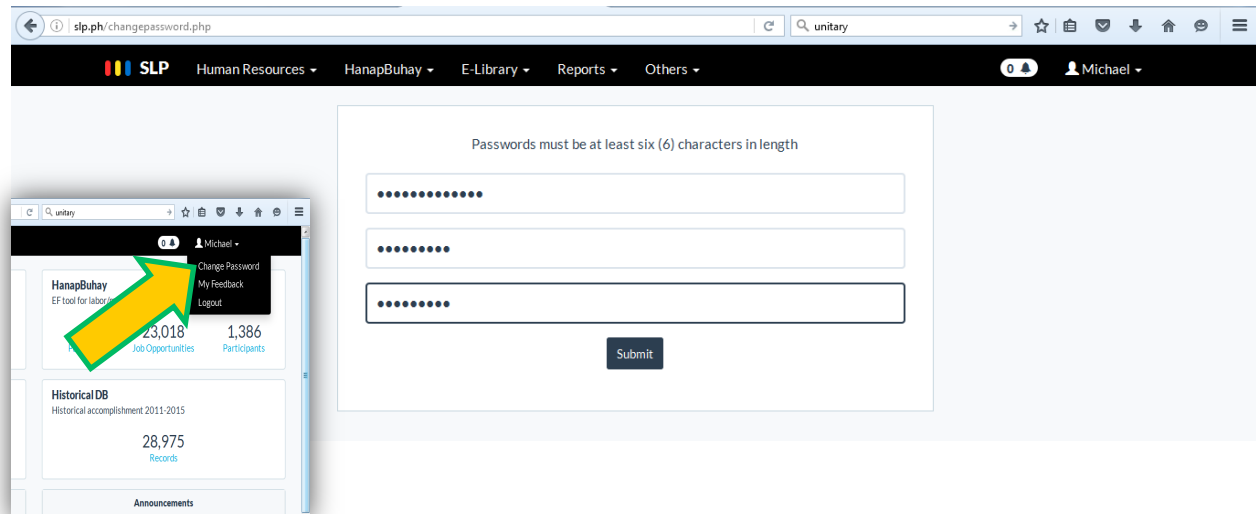 slp.ph/changepassword.php
unitary
SLP Human Resources HanapBuhay E-Library Reports Others 0 Michael
Passwords must be at least six (6) characters in length
•••••••••••••
•••••••••
•••••••••
Submit
unitary
0 Michael
Change Password
My Feedback
Logout
HanapBuhay
EF tool for
23,018 1,386
Job Opportunities Participants
Historical DB
Historical accomplishment 2011-2015
28,975
Records
Announcements